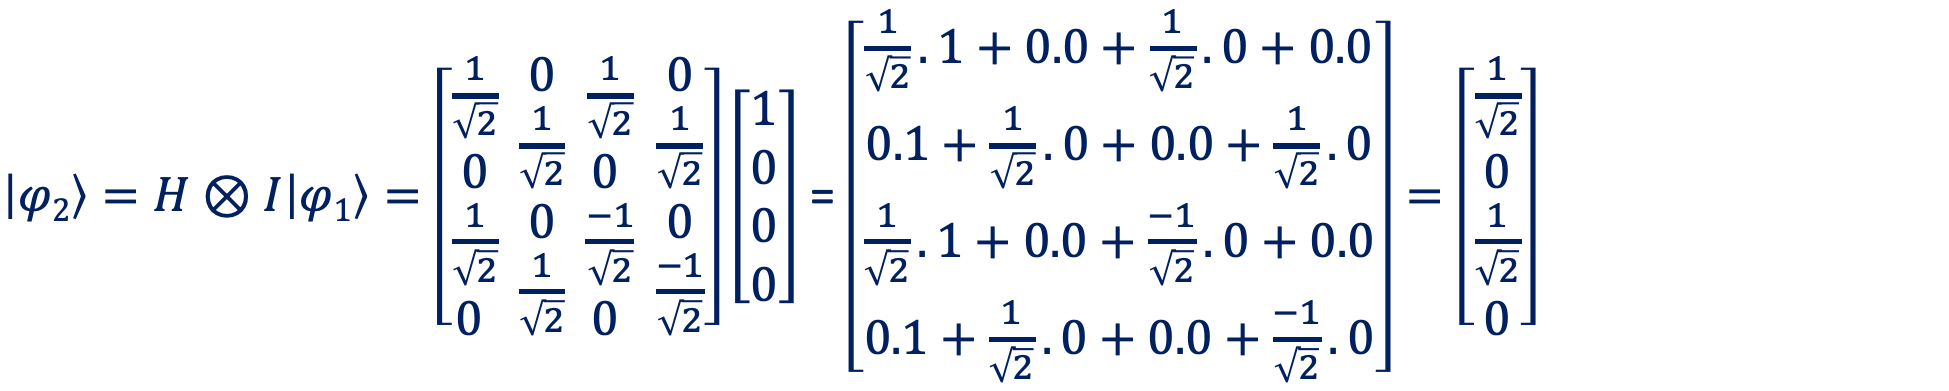 |φ₂⟩ = H ⊗ I|φ₁⟩ = [1/√2 0 1/√2 0; 0 1/√2 0 1/√2; 1/√2 0 -1/√2 0; 0 1/√2 0 -1/√2] [1; 0; 0; 0] = [1/√2 . 1 + 0.0 + 1/√2 . 0 + 0.0; 0.1 + 1/√2 . 0 + 0.0 + 1/√2 . 0; 1/√2 . 1 + 0.0 + -1/√2 . 0 + 0.0; 0.1 + 1/√2 . 0 + 0.0 + -1/√2 . 0] = [1/√2; 0; 1/√2; 0]